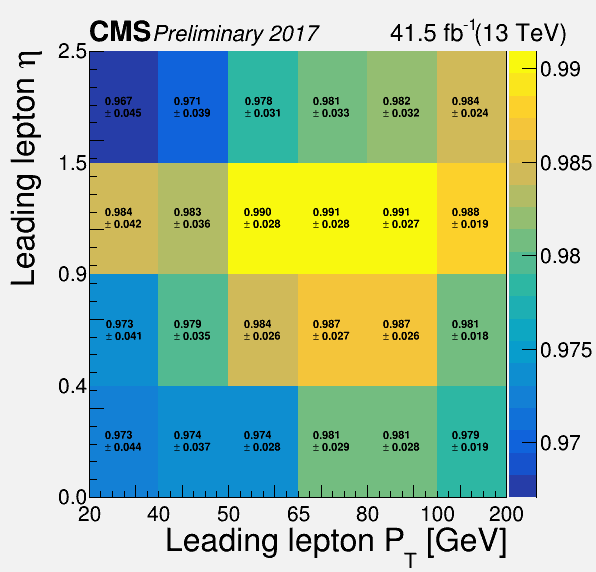 CMS Preliminary 2017 41.5 fb-1(13 TeV)
2.5
0.967 0.971 0.978 0.981 0.982 0.984
± 0.045 ± 0.039 ± 0.031 ± 0.033 ± 0.032 ± 0.024
1.5
0.984 0.983 0.990 0.991 0.991 0.988
± 0.042 ± 0.036 ± 0.028 ± 0.028 ± 0.027 ± 0.019
0.9
0.973 0.979 0.984 0.987 0.987 0.981
± 0.041 ± 0.035 ± 0.026 ± 0.027 ± 0.026 ± 0.018
0.4
0.973 0.974 0.974 0.981 0.981 0.979
± 0.044 ± 0.037 ± 0.028 ± 0.029 ± 0.028 ± 0.019
0.0
20 40 50 65 80 100 200
Leading lepton PT [GeV]
Leading lepton η
0.99
0.985
0.98
0.975
0.97